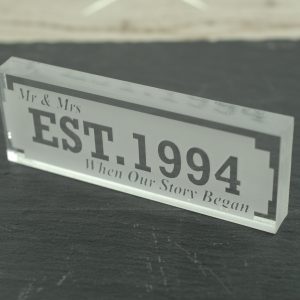 Mr & Mrs
EST.1994
When Our Story Began